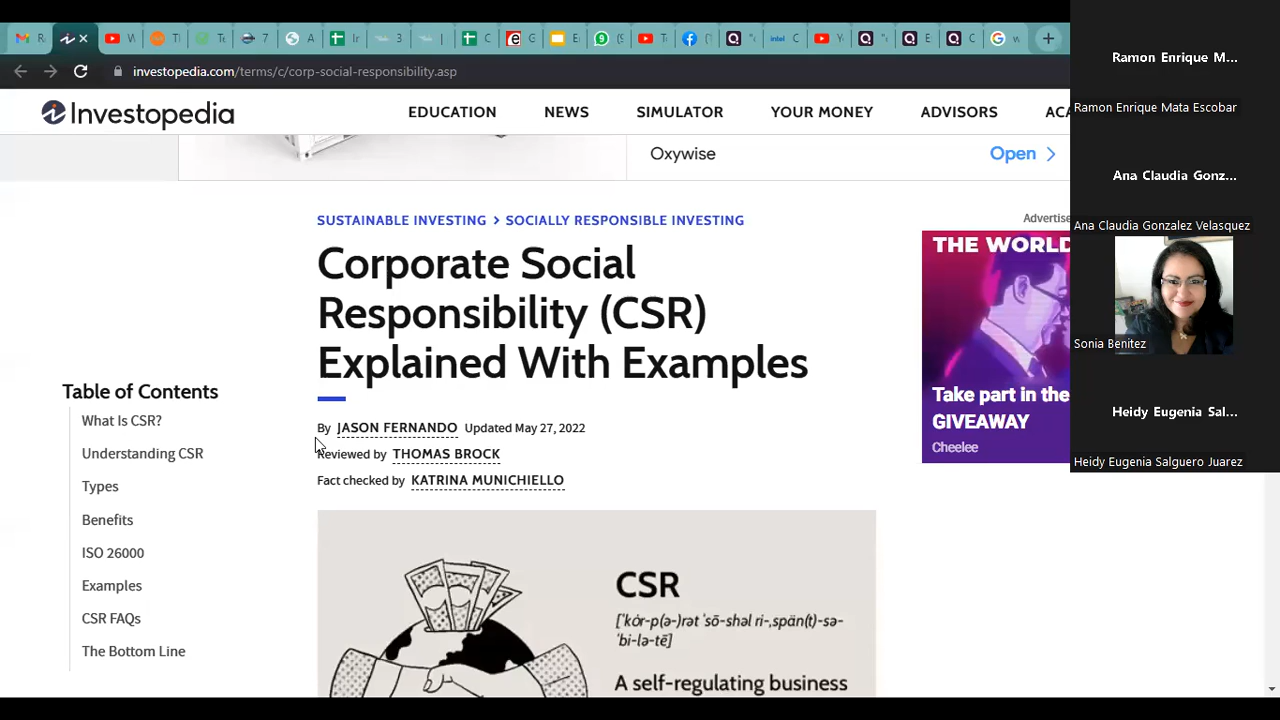 investopedia.com/terms/c/corp-social-responsibility.asp
Investopedia
EDUCATION
NEWS
SIMULATOR
YOUR MONEY
ADVISORS
Oxywise
Open
SUSTAINABLE INVESTING > SOCIALLY RESPONSIBLE INVESTING
Corporate Social
Responsibility (CSR)
Explained With Examples
By JASON FERNANDO Updated May 27, 2022
Reviewed by THOMAS BROCK
Fact checked by KATRINA MUNICHIELLO
Table of Contents
What Is CSR?
Understanding CSR
Types
Benefits
ISO 26000
Examples
CSR FAQs
The Bottom Line
CSR
['kȯr-p(ə-)rət 'sō-shəl ri-ˌspän(t)-sə-
ˈbi-lə-tē]
A self-regulating business
THE WORLD
Take part in the
GIVEAWAY
Cheelee
Ramon Enrique M...
Ramon Enrique Mata Escobar
Ana Claudia Gonz...
Ana Claudia Gonzalez Velasquez
Sonia Benitez
Heidy Eugenia Sal...
Heidy Eugenia Salguero Juarez